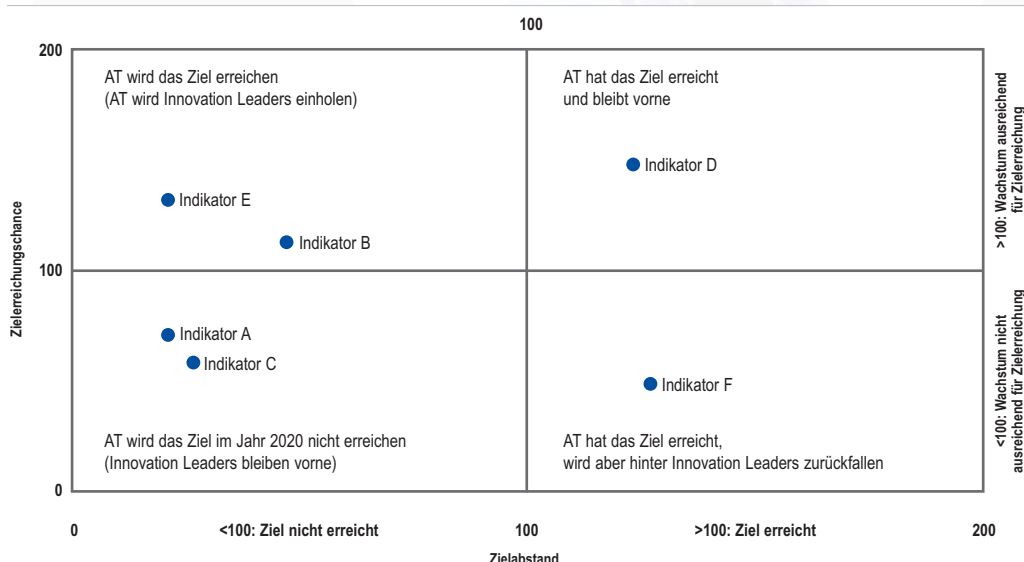 100
200
AT wird das Ziel erreichen
(AT wird Innovation Leaders einholen)
AT hat das Ziel erreicht
und bleibt vorne
Indikator D
Indikator E
Indikator B
>100: Wachstum ausreichend
für Zielerreichung
Zielerreichungschance
100
Indikator A
Indikator C
Indikator F
<100: Wachstum nicht
ausreichend für Zielerreichung
AT wird das Ziel im Jahr 2020 nicht erreichen
(Innovation Leaders bleiben vorne)
AT hat das Ziel erreicht,
wird aber hinter Innovation Leaders zurückfallen
0
0
<100: Ziel nicht erreicht
100
>100: Ziel erreicht
200
Zielabstand